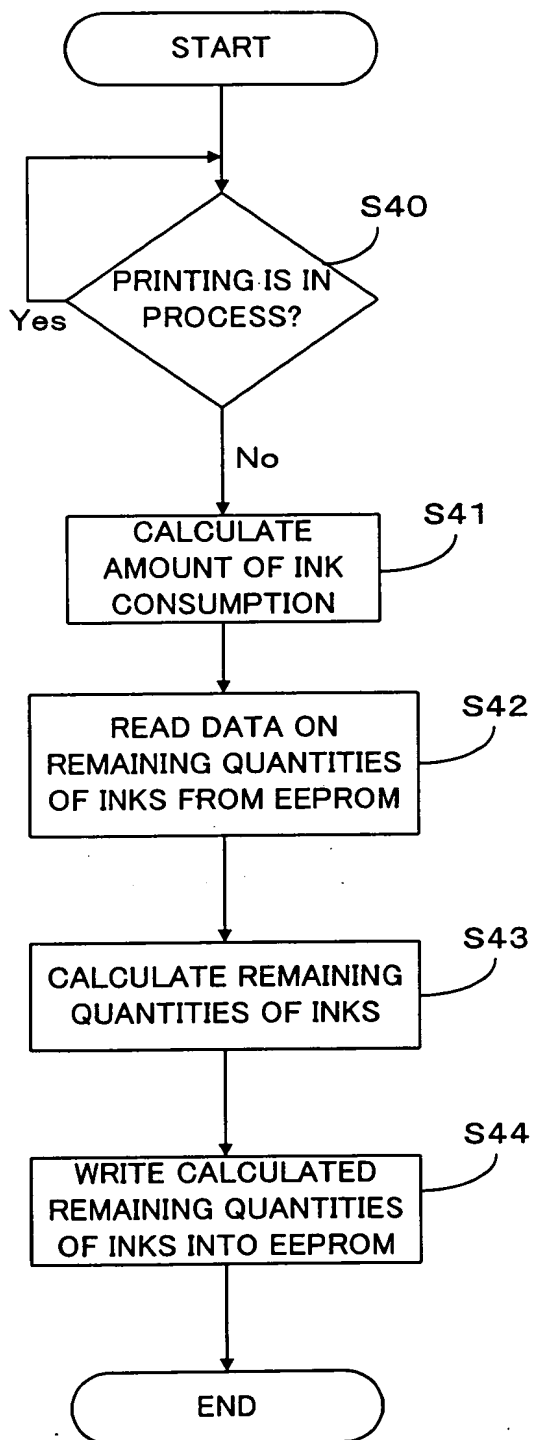 START
S40
PRINTING IS IN
PROCESS?
Yes
No
S41
CALCULATE
AMOUNT OF INK
CONSUMPTION
S42
READ DATA ON
REMAINING QUANTITIES
OF INKS FROM EEPROM
S43
CALCULATE REMAINING
QUANTITIES OF INKS
S44
WRITE CALCULATED
REMAINING QUANTITIES
OF INKS INTO EEPROM
END